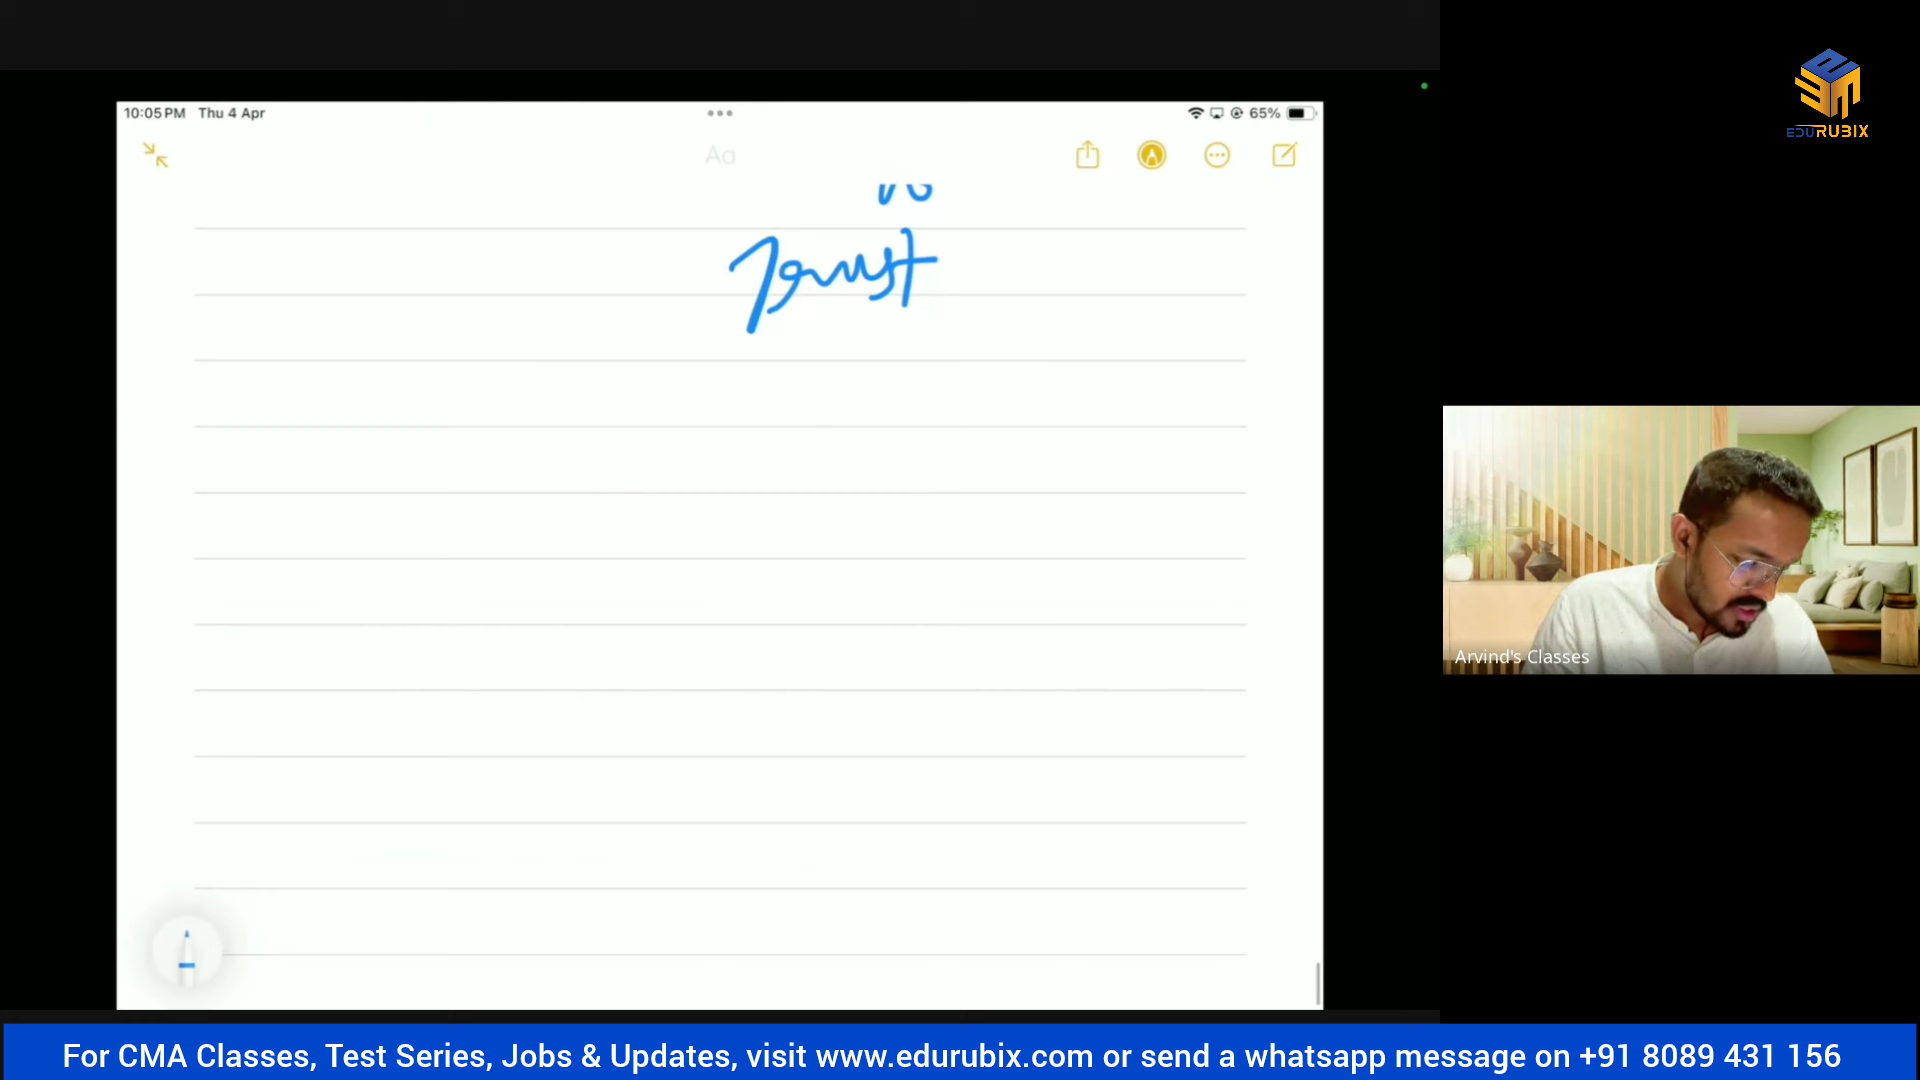 10:05 PM Thu 4 Apr
65%
Aa
Trust
EDURUBIX
Arvind's Classes
For CMA Classes, Test Series, Jobs & Updates, visit www.edurubix.com or send a whatsapp message on +91 8089 431 156